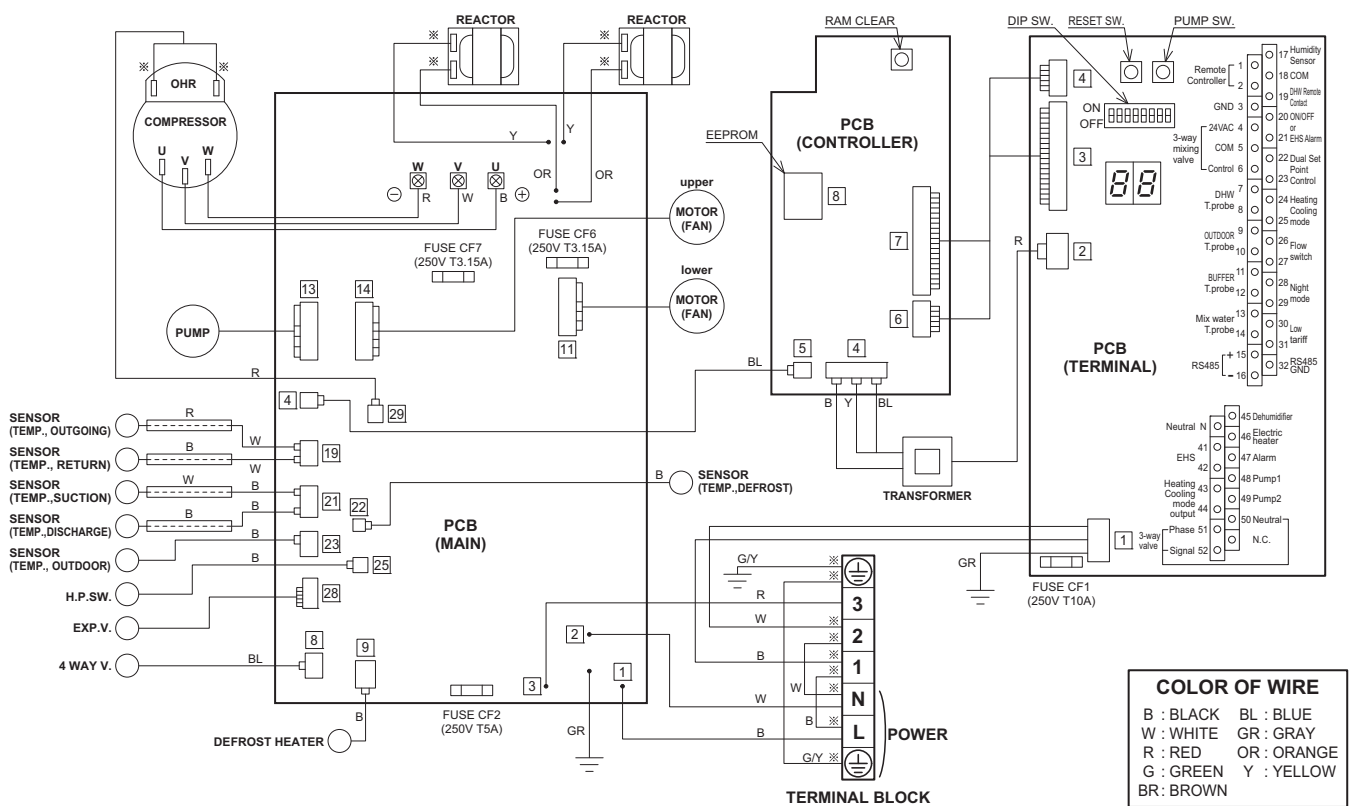 REACTOR
※
※
REACTOR
※
※
RAM CLEAR
DIP SW.
RESET SW.
PUMP SW.
※
※
OHR
COMPRESSOR
U
V
W
Y
Y
OR
OR
W
V
U
⊖
R
W
B
⊕
FUSE CF7
(250V T3.15A)
FUSE CF6
(250V T3.15A)
upper
MOTOR
(FAN)
lower
MOTOR
(FAN)
13
14
11
PUMP
R
4
29
SENSOR
(TEMP., OUTGOING)
R
SENSOR
(TEMP., RETURN)
B
W
W
19
SENSOR
(TEMP.,SUCTION)
W
SENSOR
(TEMP.,DISCHARGE)
B
B
B
21
22
SENSOR
(TEMP., OUTDOOR)
B
23
H.P.SW.
B
25
EXP.V.
28
4 WAY V.
BL
8
9
B
DEFROST HEATER
PCB
(MAIN)
B
SENSOR
(TEMP.,DEFROST)
FUSE CF2
(250V T5A)
3
2
1
GR
PCB
(CONTROLLER)
EEPROM
8
7
6
5
4
BL
B
Y
BL
TRANSFORMER
R
4
3
2
1
GR
FUSE CF1
(250V T10A)
G/Y
※
※
R
3
W
※
2
※
B
※
1
※
W
※
W
N
B
※
B
L
G/Y
※
POWER
TERMINAL BLOCK
ON
OFF
88
PCB
(TERMINAL)
Remote
Controller
1
2
GND 3
3-way
mixing
valve
24VAC 4
COM 5
Control 6
DHW
T.probe
7
8
OUTDOOR
T.probe
9
10
BUFFER
T.probe
11
12
Mix water
T.probe
13
14
RS485
+ 15
- 16
17 Humidity
Sensor
18 COM
19 DHW Remote
Contact
20 ON/OFF
or
21 EHS Alarm
22 Dual Set
Point
23 Control
24 Heating
Cooling
25 mode
26
Flow
27 switch
28
Night
29 mode
30
Low
31 tariff
32 RS485
GND
Neutral N
EHS
41
42
Heating
Cooling
mode
output
43
44
3-way
valve
Phase 51
Signal 52
45 Dehumidifier
46 Electric
heater
47 Alarm
48 Pump1
49 Pump2
50 Neutral
N.C.
COLOR OF WIRE
B : BLACK BL : BLUE
W : WHITE GR : GRAY
R : RED OR : ORANGE
G : GREEN Y : YELLOW
BR : BROWN